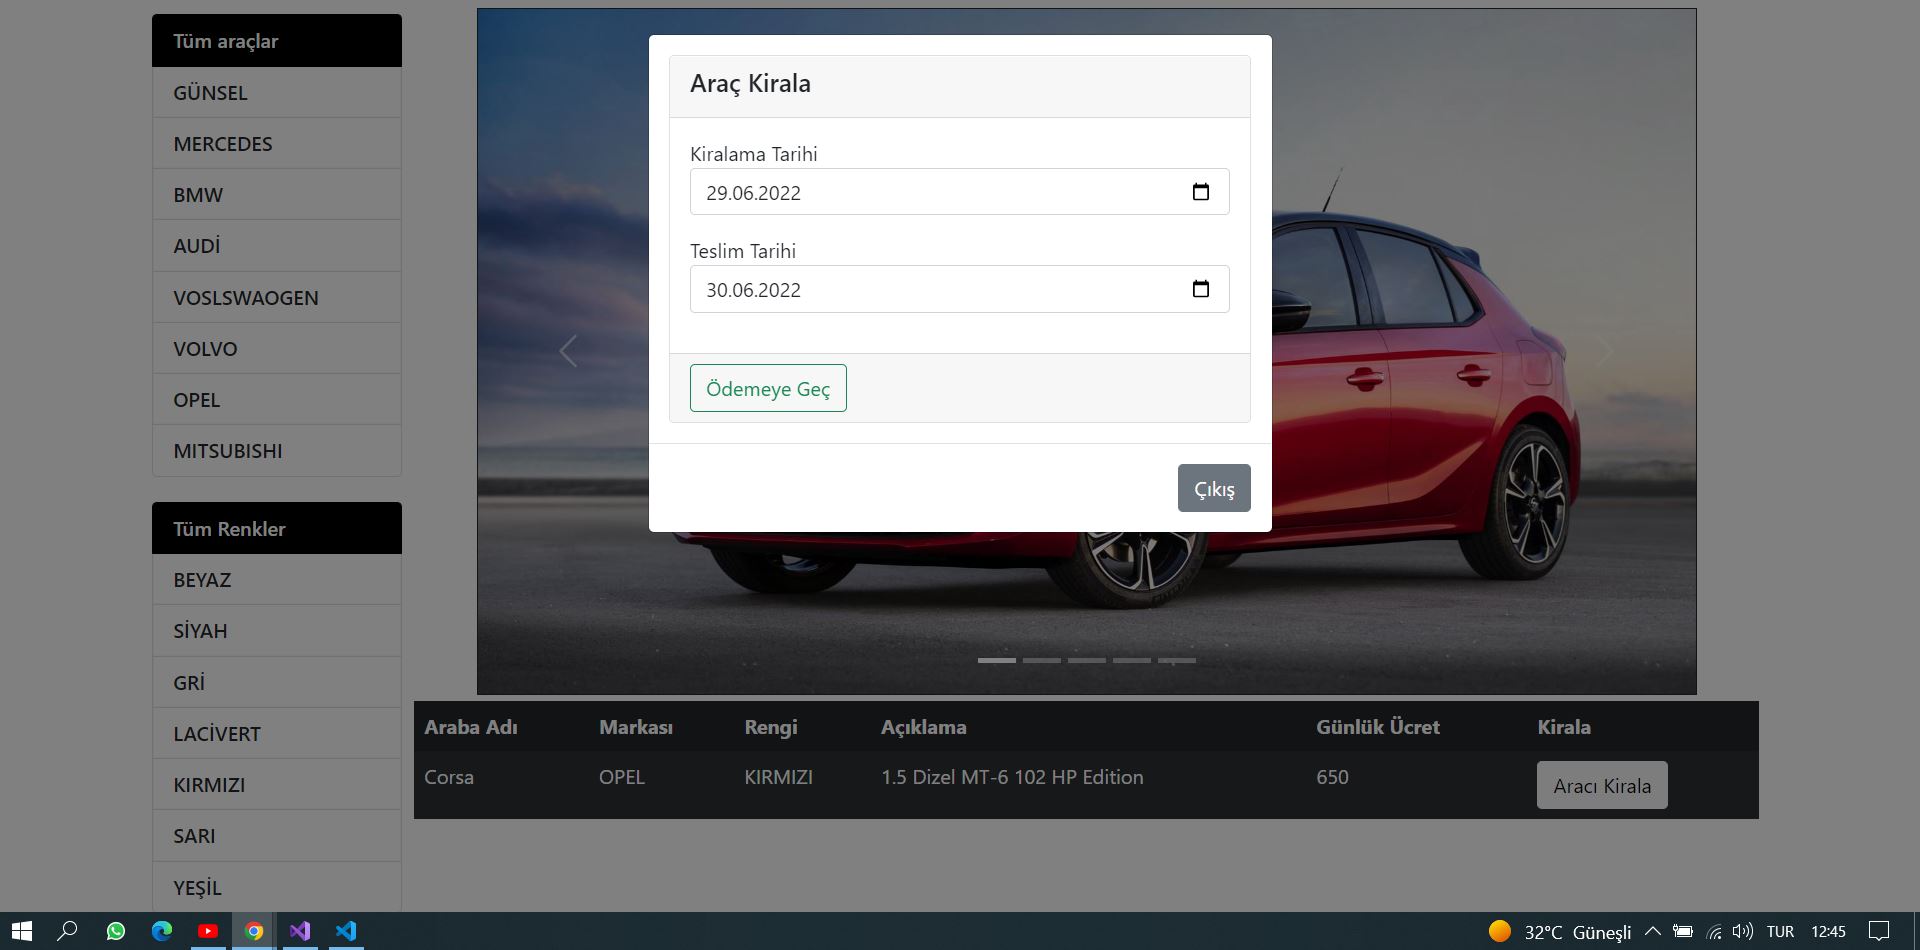 Tüm araçlar
GÜNSEL
MERCEDES
BMW
AUDİ
VOSLSWAOGEN
VOLVO
OPEL
MITSUBISHI
Tüm Renkler
BEYAZ
SİYAH
GRİ
LACİVERT
KIRMIZI
SARI
YEŞİL
Araç Kirala
Kiralama Tarihi
29.06.2022
Teslim Tarihi
30.06.2022
Ödemeye Geç
Çıkış
Araba Adı Markası Rengi Açıklama Günlük Ücret Kirala
Corsa OPEL KIRMIZI 1.5 Dizel MT-6 102 HP Edition 650 Aracı Kirala
32°C Güneşli TUR 12:45